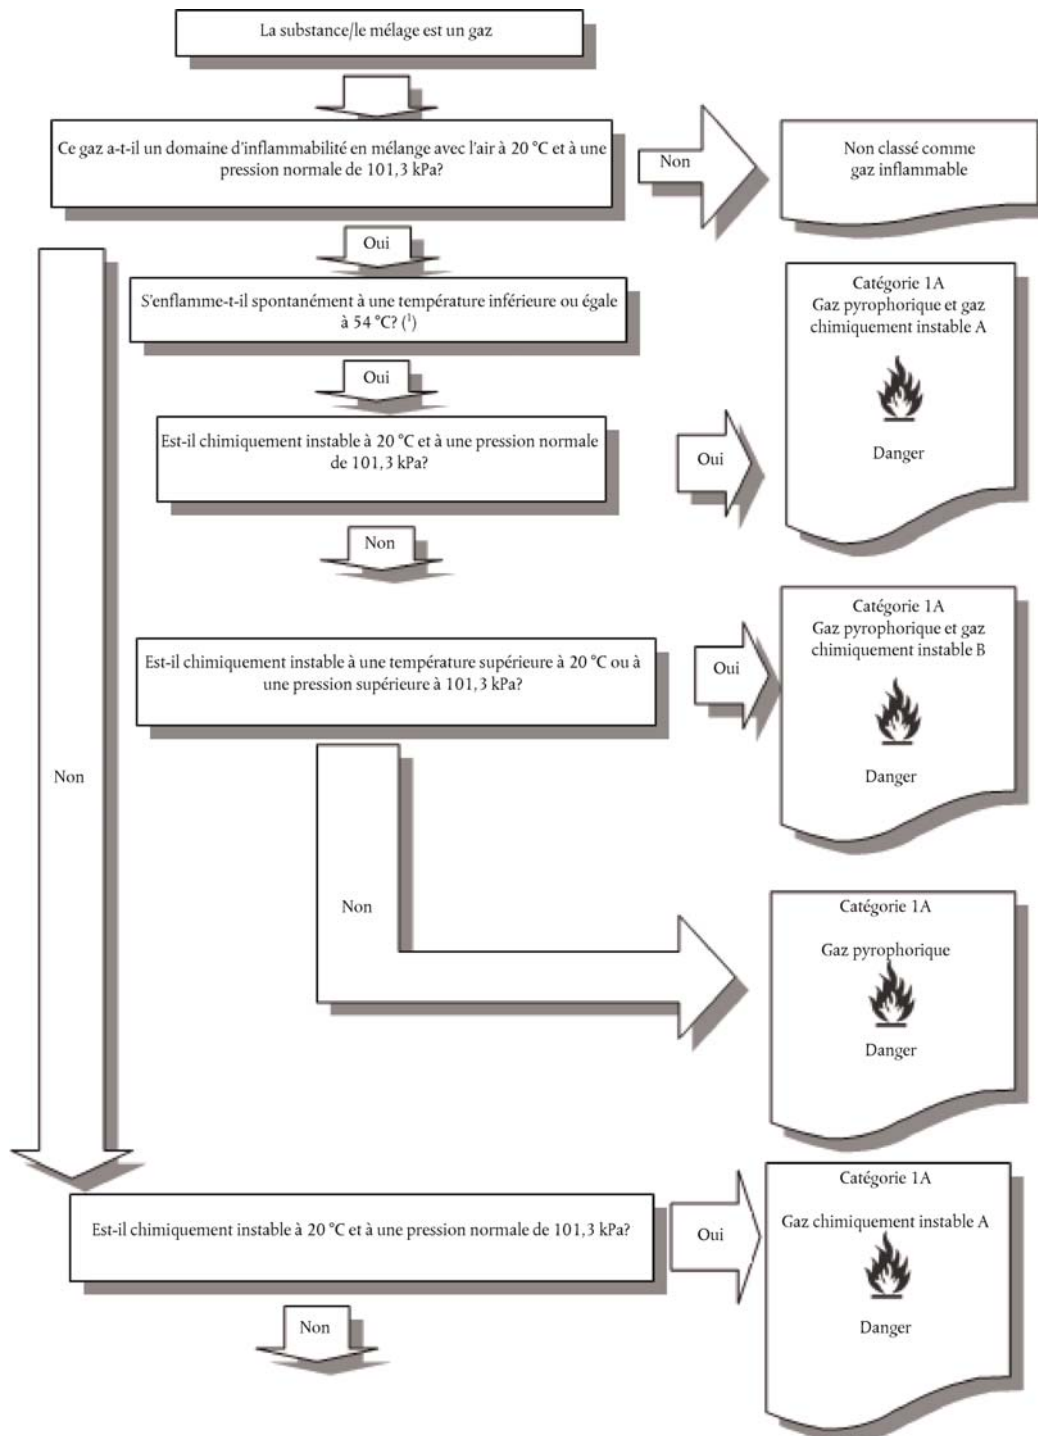 La substance/le mélage est un gaz
Ce gaz a-t-il un domaine d'inflammabilité en mélange avec l'air à 20 °C et à une
pression normale de 101,3 kPa?
Non
Non classé comme
gaz inflammable
Oui
S'enflamme-t-il spontanément à une température inférieure ou égale
à 54 °C? (¹)
Catégorie 1A
Gaz pyrophorique et gaz
chimiquement instable A
Danger
Oui
Est-il chimiquement instable à 20 °C et à une pression normale
de 101,3 kPa?
Oui
Non
Catégorie 1A
Gaz pyrophorique et gaz
chimiquement instable B
Danger
Est-il chimiquement instable à une température supérieure à 20 °C ou à
une pression supérieure à 101,3 kPa?
Oui
Non
Non
Catégorie 1A
Gaz pyrophorique
Danger
Est-il chimiquement instable à 20 °C et à une pression normale de 101,3 kPa?
Oui
Catégorie 1A
Gaz chimiquement instable A
Danger
Non